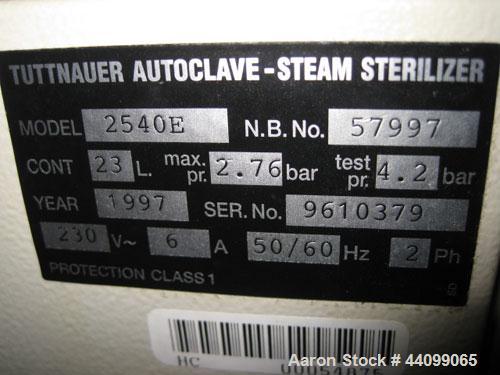 TUTTNAUER AUTOCLAVE-STEAM STERILIZER
MODEL 2540E N.B.No. 57997
CONT 23 L. max. pr. 2.76 bar test pr. 4.2 bar
YEAR 1997 SER.No. 9610379
230 V~ 6 A 50/60 Hz 2 Ph
PROTECTION CLASS 1
SD
HC
Aaron Stock # 44099065